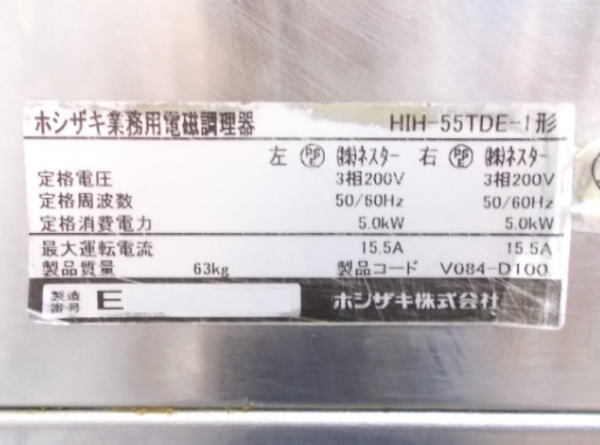 ホシザキ業務用電磁調理器 HIH-55TDE-1形
左 PSE ㈱ネスター 右 PSE ㈱ネスター
定格電圧 3相200V 3相200V
定格周波数 50/60Hz 50/60Hz
定格消費電力 5.0kW 5.0kW
最大運転電流 15.5A 15.5A
製品質量 63kg 製品コード V084-D100
製造番号 E ホシザキ株式会社